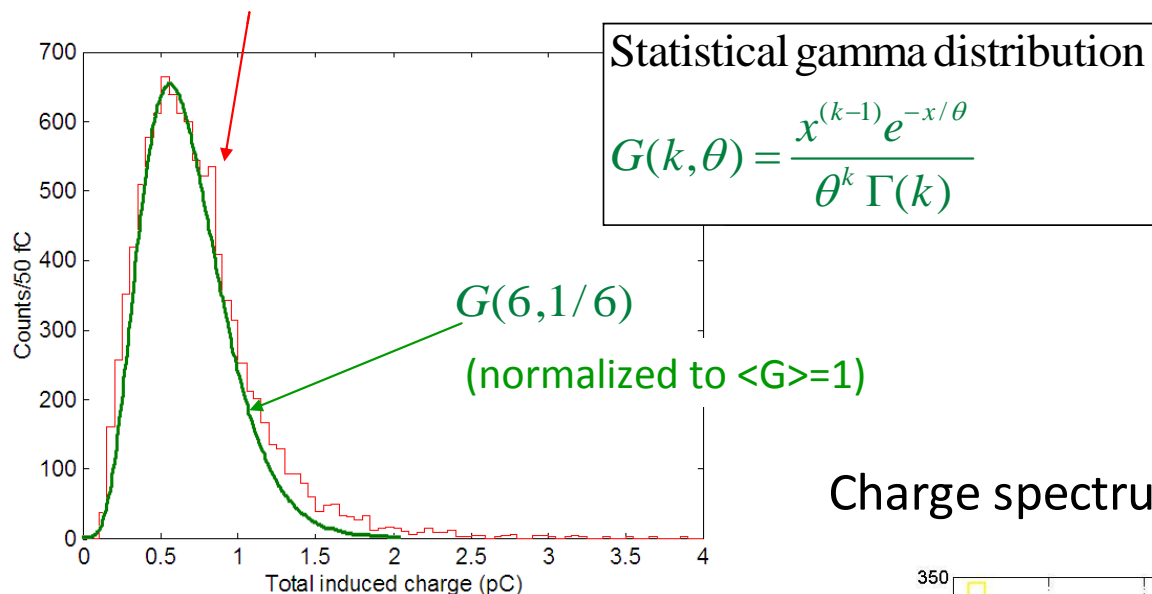 700
600
500
400
300
200
100
0
Counts/50 fC
0 0.5 1 1.5 2 2.5 3 3.5 4
Total induced charge (pC)
Statistical gamma distribution
G(k,θ) = x^(k−1) e^−x/θ / θ^k Γ(k)
G(6,1/6)
(normalized to <G>=1)
Charge spectru
350